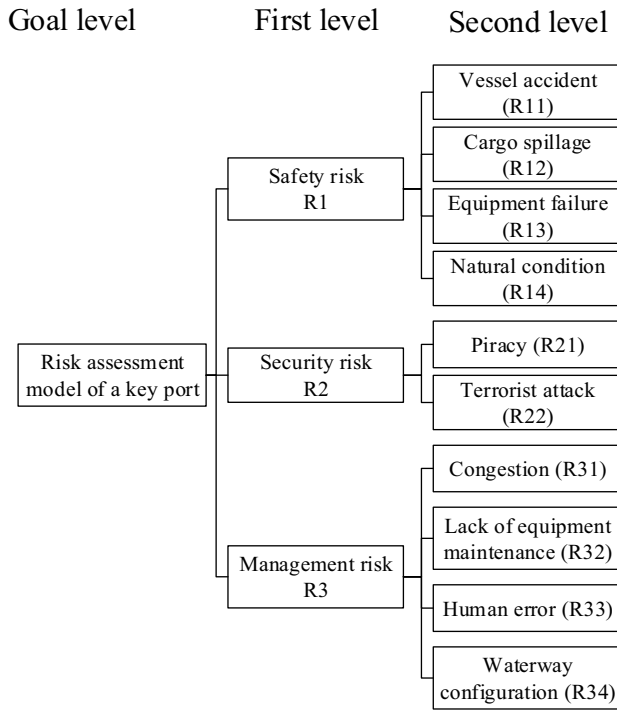 Goal level
First level
Second level
Vessel accident
(R11)
Cargo spillage
(R12)
Safety risk
R1
Equipment failure
(R13)
Natural condition
(R14)
Risk assessment
model of a key port
Security risk
R2
Piracy (R21)
Terrorist attack
(R22)
Congestion (R31)
Lack of equipment
maintenance (R32)
Management risk
R3
Human error (R33)
Waterway
configuration (R34)